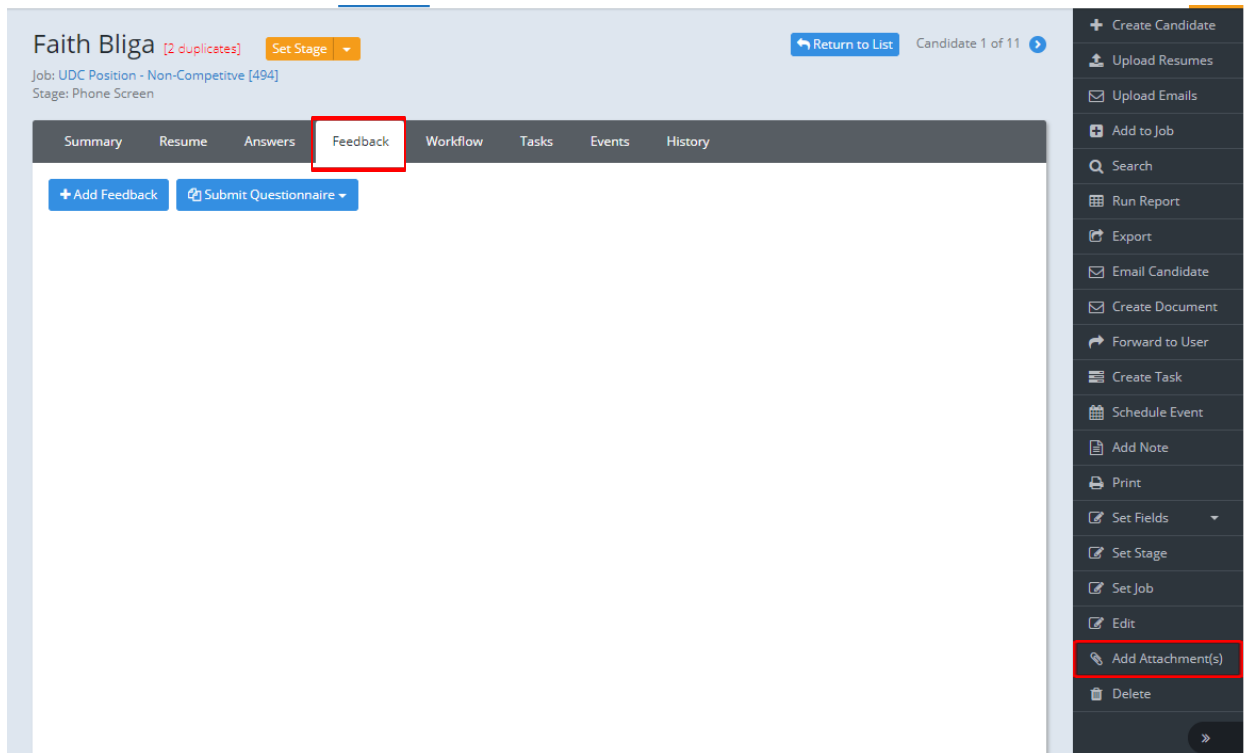 Faith Bliga [2 duplicates] Set Stage
Return to List Candidate 1 of 11
Job: UDC Position - Non-Competitve [494]
Stage: Phone Screen
Summary Resume Answers Feedback Workflow Tasks Events History
Add Feedback Submit Questionnaire
Create Candidate
Upload Resumes
Upload Emails
Add to Job
Search
Run Report
Export
Email Candidate
Create Document
Forward to User
Create Task
Schedule Event
Add Note
Print
Set Fields
Set Stage
Set Job
Edit
Add Attachment(s)
Delete
»